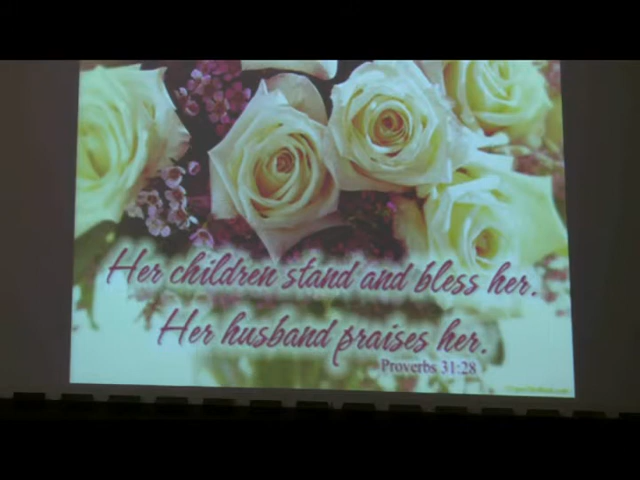 Her children stand and bless her.
Her husband praises her.
Proverbs 31:28